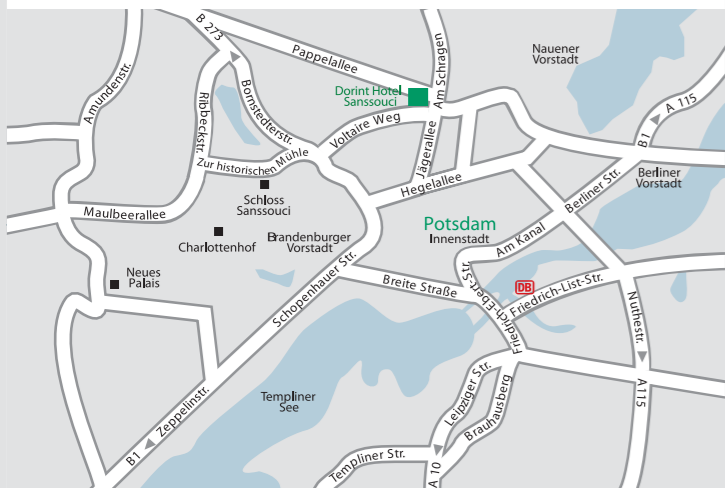 B 273
Pappelallee
Am Schragen
Nauener
Vorstadt
Amundenstr.
Ribbeckstr.
Bornstedterstr.
Dorint Hotel
Sanssouci
Voltaire Weg
Jägerallee
B1
A 115
Zur historischen Mühle
Hegelallee
Berliner Str.
Berliner
Vorstadt
Schloss
Sanssouci
Maulbeerallee
Charlottenhof
Brandenburger
Vorstadt
Potsdam
Innenstadt
Am Kanal
Neues
Palais
Schopenhauer Str.
Breite Straße
Friedrich-Ebert-Str.
DB
Friedrich-List-Str.
Nuthestr.
Friedrich-
Zeppelinstr.
B1
Templiner
See
Leipziger Str.
Brauhausberg
A115
Templiner Str.
A 10